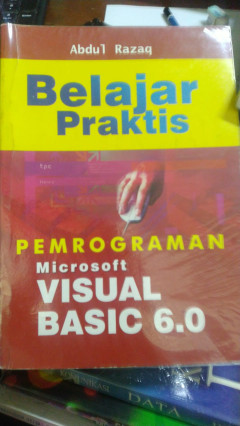 Abdul Razaq
Belajar
Praktis
PEMROGRAMAN
Microsoft
VISUAL
BASIC 6.0
DATA